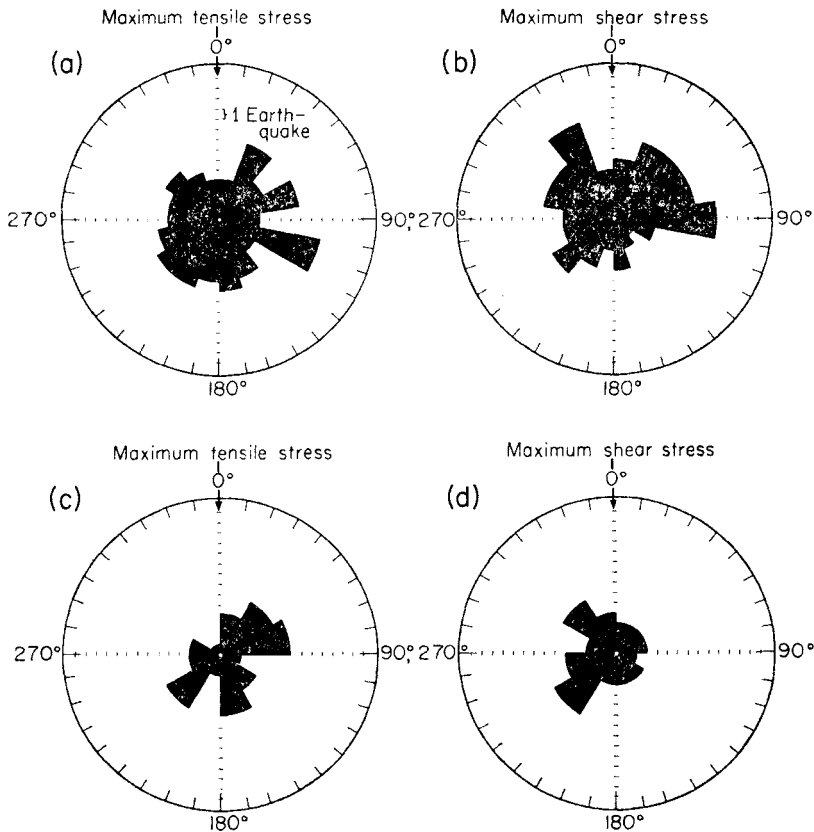 Maximum tensile stress
0°
(a)
}1 Earth-
quake
270°
90°,
180°
Maximum shear stress
0°
(b)
270°
90°
180°
Maximum tensile stress
0°
(c)
270°
90°,
180°
Maximum shear stress
0°
(d)
270°
90°
180°